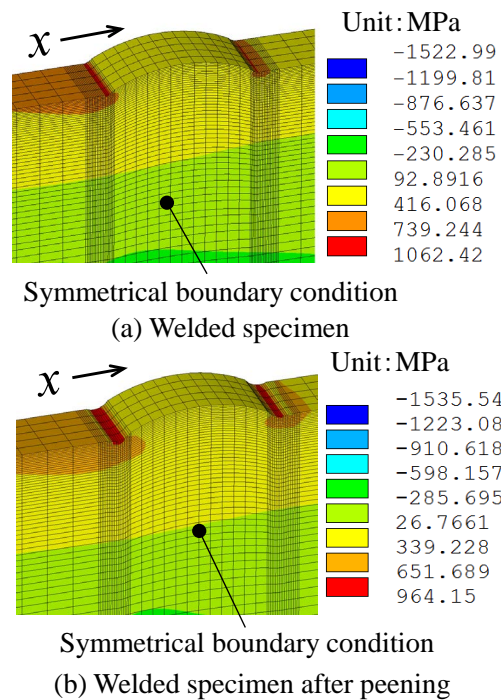 x
Unit:MPa
-1522.99
-1199.81
-876.637
-553.461
-230.285
92.8916
416.068
739.244
1062.42
Symmetrical boundary condition
(a) Welded specimen
x
Unit:MPa
-1535.54
-1223.08
-910.618
-598.157
-285.695
26.7661
339.228
651.689
964.15
Symmetrical boundary condition
(b) Welded specimen after peening